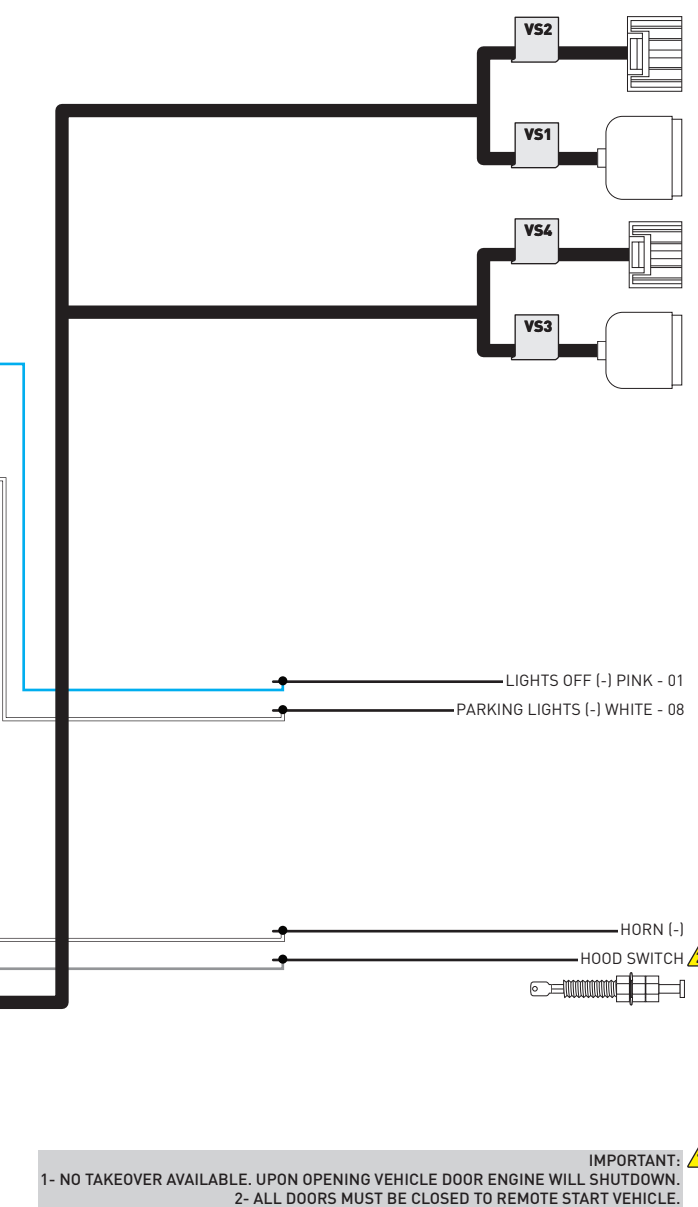 VS2
VS1
VS4
VS3
LIGHTS OFF (-) PINK - 01
PARKING LIGHTS (-) WHITE - 08
HORN (-)
HOOD SWITCH
IMPORTANT:
1- NO TAKEOVER AVAILABLE. UPON OPENING VEHICLE DOOR ENGINE WILL SHUTDOWN.
2- ALL DOORS MUST BE CLOSED TO REMOTE START VEHICLE.